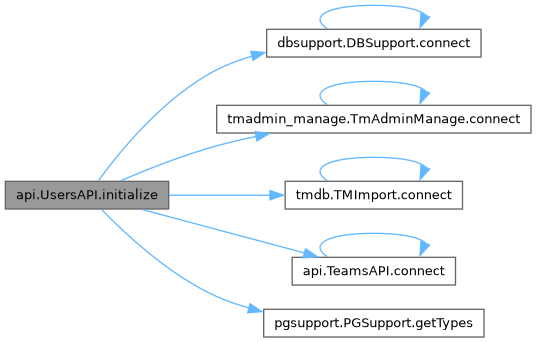 dbsupport.DBSupport.connect
tmadmin_manage.TmAdminManage.connect
api.UsersAPI.initialize
tmdb.TMImport.connect
api.TeamsAPI.connect
pgsupport.PGSupport.getTypes